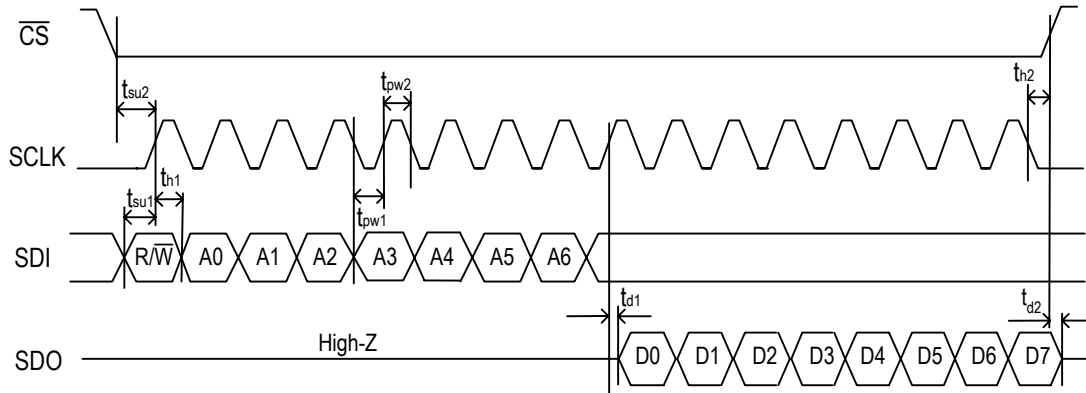 CS
tsu2
tpw2
th2
SCLK
th1
tsu1
tpw1
SDI
R/W A0 A1 A2 A3 A4 A5 A6
td1
td2
High-Z
SDO
D0 D1 D2 D3 D4 D5 D6 D7